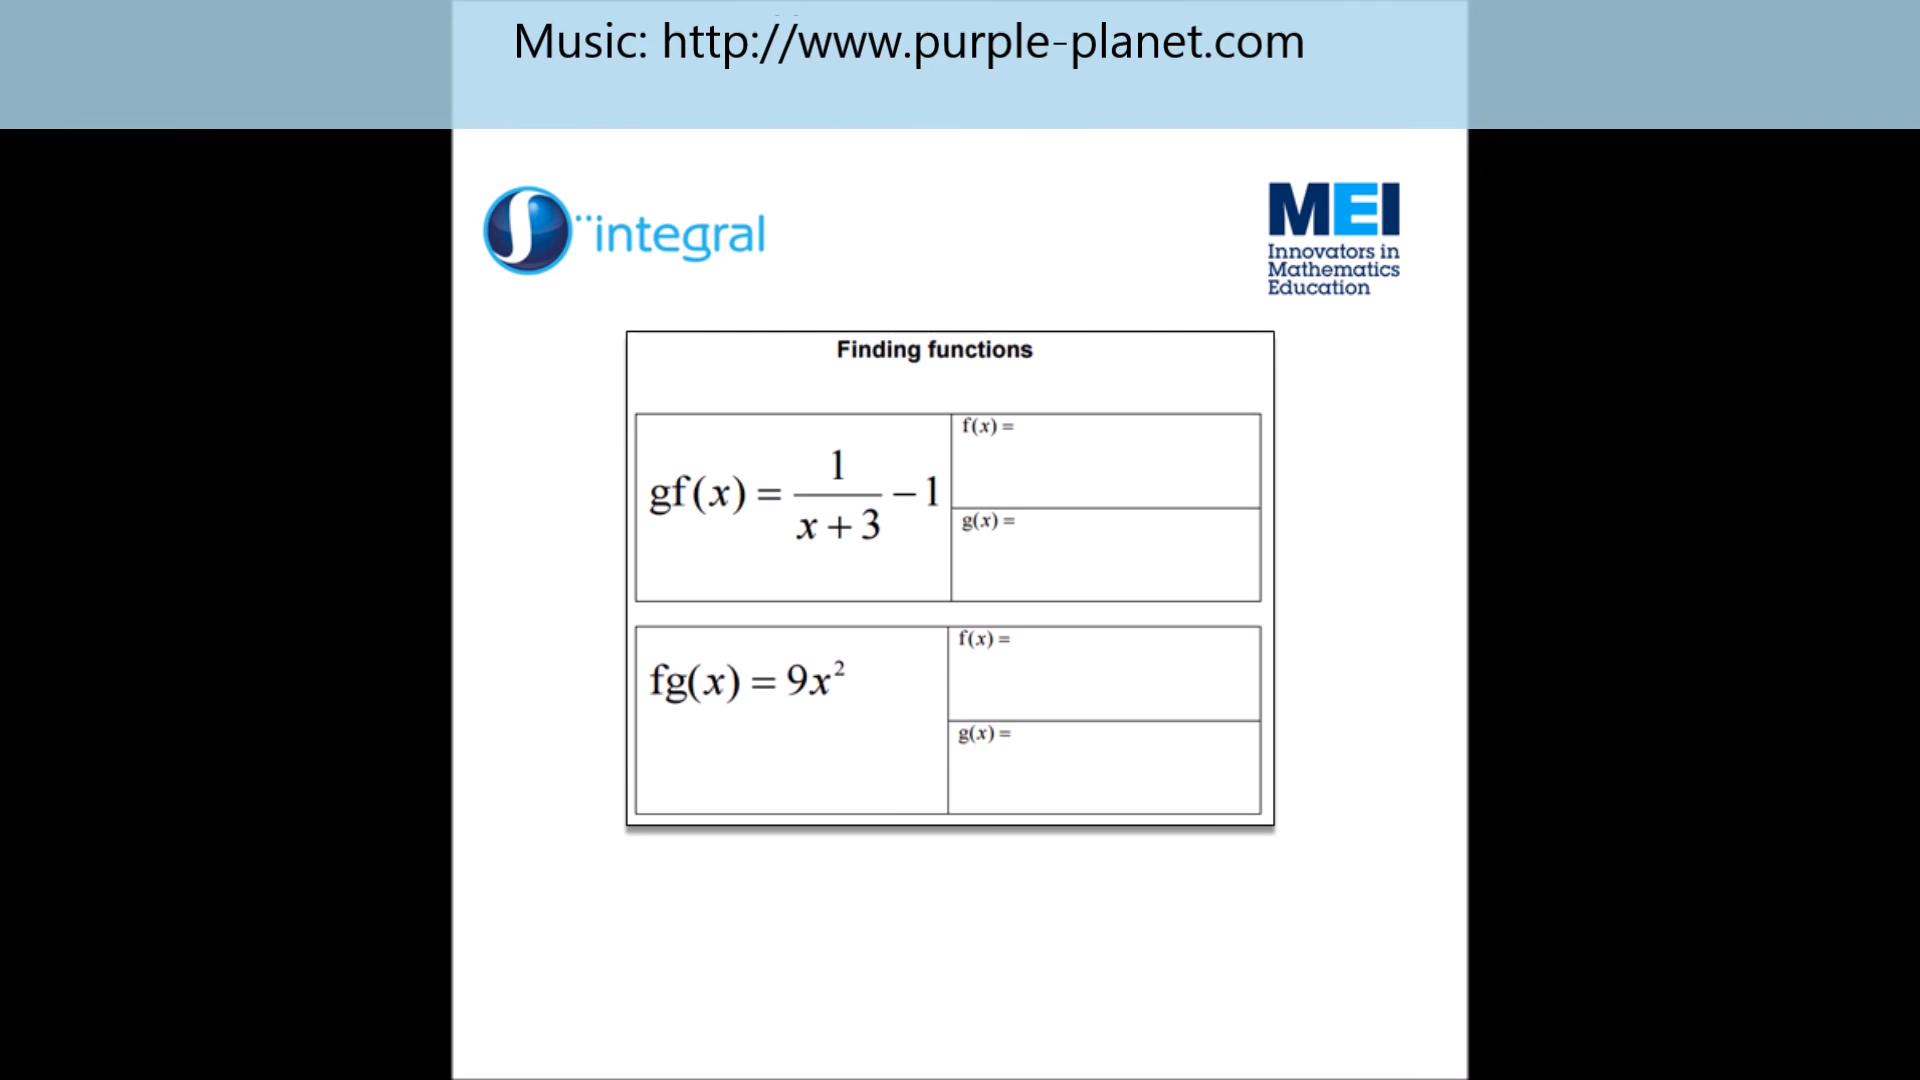 Music: http://www.purple-planet.com
integral
MEI
Innovators in
Mathematics
Education
Finding functions
gf(x) = 1/(x + 3) − 1
f(x) =
g(x) =
fg(x) = 9x²
f(x) =
g(x) =